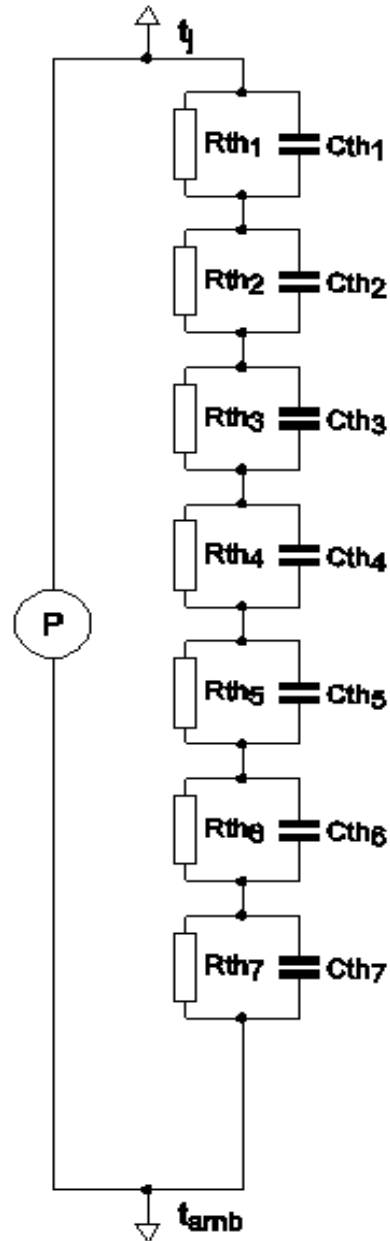 tj
Rth1 Cth1
Rth2 Cth2
Rth3 Cth3
Rth4 Cth4
P
Rth5 Cth5
Rth6 Cth6
Rth7 Cth7
tamb